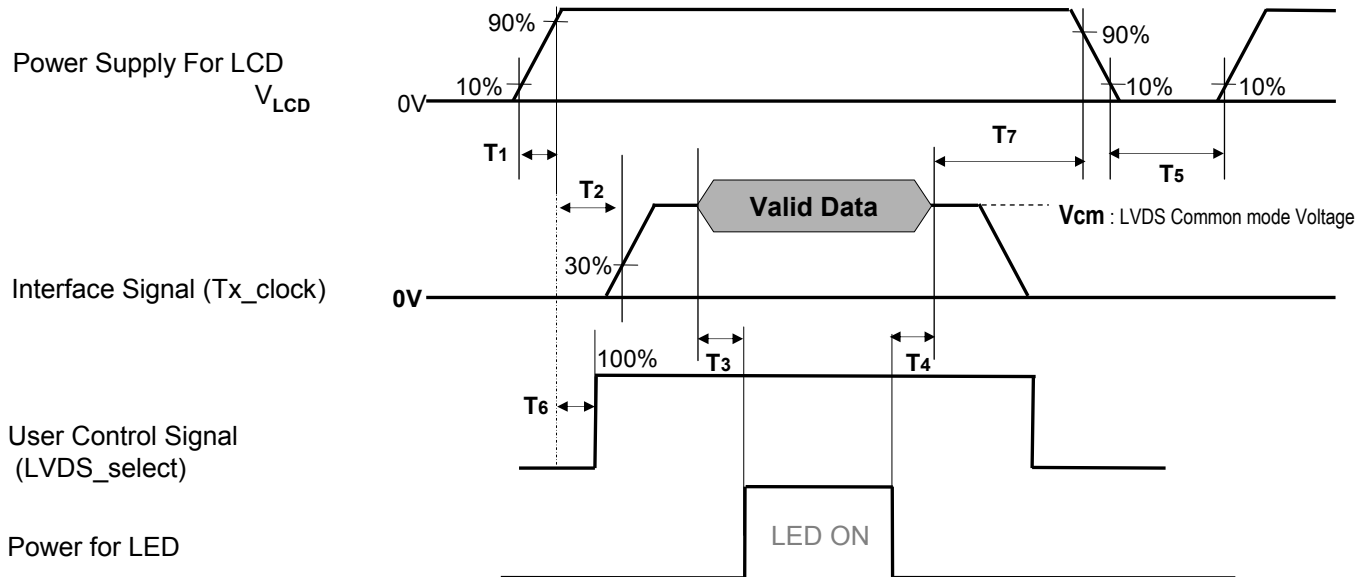 Power Supply For LCD
VLCD
90%
10%
0V
90%
10%
10%
T1
T2
T7
T5
Valid Data
Vcm : LVDS Common mode Voltage
30%
Interface Signal (Tx_clock)
0V
T3
T4
100%
T6
User Control Signal
(LVDS_select)
LED ON
Power for LED